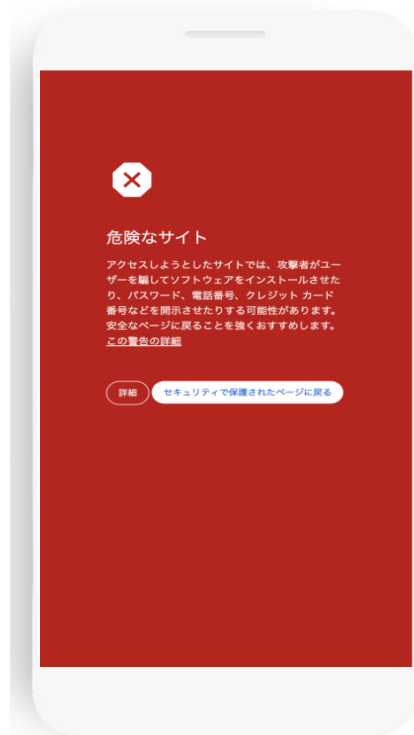 危険なサイト
アクセスしようとしたサイトでは、攻撃者がユー
ザーを騙してソフトウェアをインストールさせた
り、パスワード、電話番号、クレジット カード
番号などを開示させたりする可能性があります。
安全なページに戻ることを強くおすすめします。
この警告の詳細
詳細
セキュリティで保護されたページに戻る